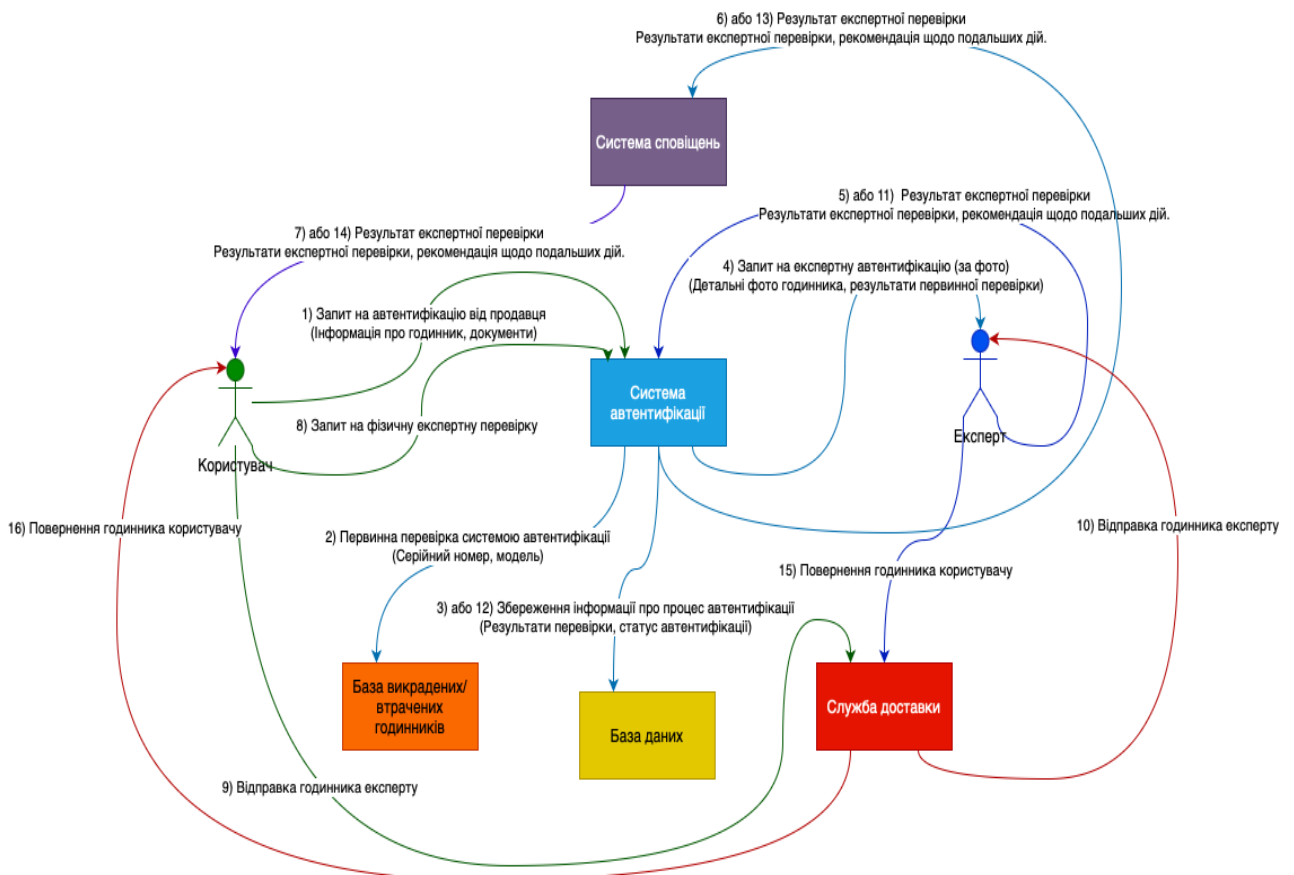 6) або 13) Результат експертної перевірки
Результати експертної перевірки, рекомендація щодо подальших дій.
Система сповіщень
5) або 11) Результат експертної перевірки
Результати експертної перевірки, рекомендація щодо подальших дій.
7) або 14) Результат експертної перевірки
Результати експертної перевірки, рекомендація щодо подальших дій.
4) Запит на експертну автентифікацію (за фото)
(Детальні фото годинника, результати первинної перевірки)
1) Запит на автентифікацію від продавця
(Інформація про годинник, документи)
Система
автентифікації
8) Запит на фізичну експертну перевірку
Експерт
Користувач
16) Повернення годинника користувачу
10) Відправка годинника експерту
2) Первинна перевірка системою автентифікації
(Серійний номер, модель)
15) Повернення годинника користувачу
3) або 12) Збереження інформації про процес автентифікації
(Результати перевірки, статус автентифікації)
База викрадених/
втрачених
годинників
База даних
Служба доставки
9) Відправка годинника експерту